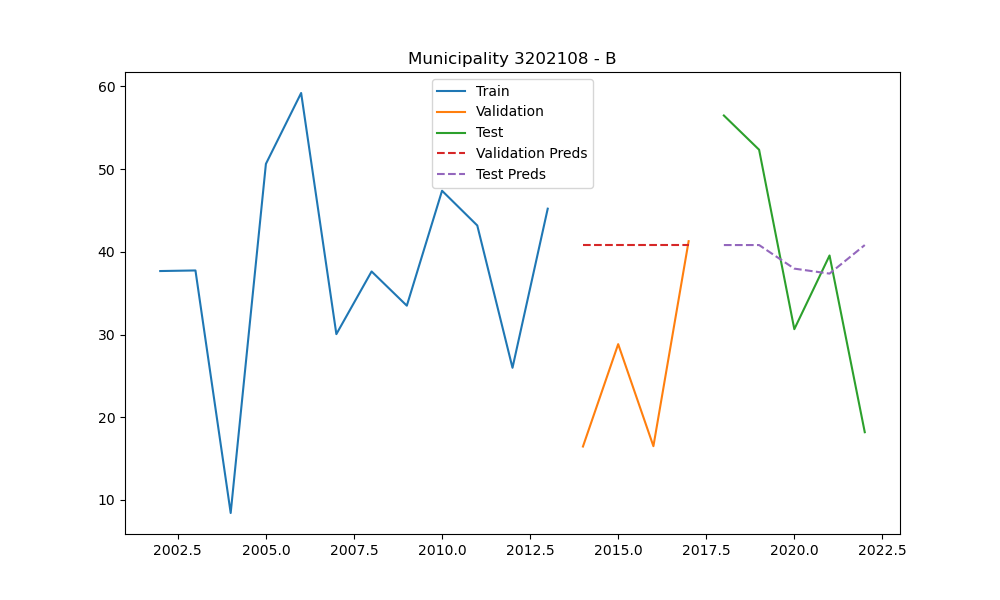 Municipality 3202108 - B
Train
Validation
Test
Validation Preds
Test Preds
60
50
40
30
20
10
2002.5 2005.0 2007.5 2010.0 2012.5 2015.0 2017.5 2020.0 2022.5